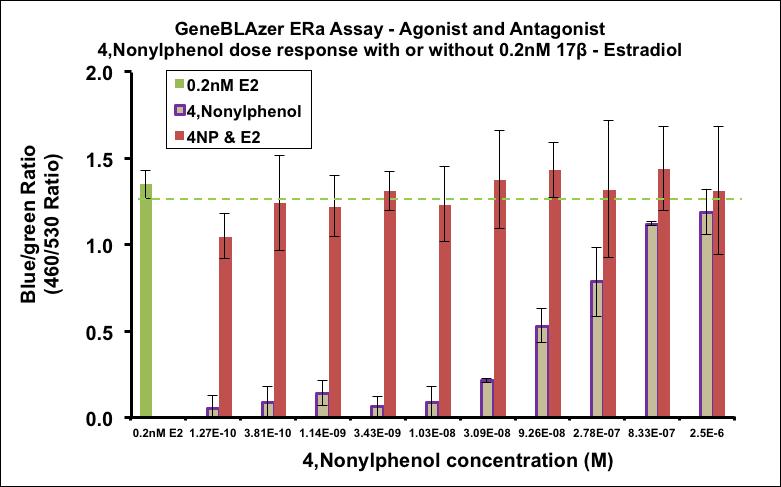 GeneBLAzer ERa Assay - Agonist and Antagonist
4,Nonylphenol dose response with or without 0.2nM 17β - Estradiol
2.0
1.5
1.0
0.5
0.0
Blue/green Ratio
(460/530 Ratio)
0.2nM E2
4,Nonylphenol
4NP & E2
0.2nM E2 1.27E-10 3.81E-10 1.14E-09 3.43E-09 1.03E-08 3.09E-08 9.26E-08 2.78E-07 8.33E-07 2.5E-6
4,Nonylphenol concentration (M)